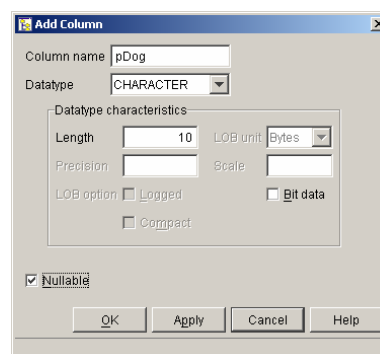 Add Column
Column name pDog
Datatype CHARACTER
Datatype characteristics
Length 10 LOB unit Bytes
Precision Scale
LOB option Logged Bit data
Compact
Nullable
OK Apply Cancel Help